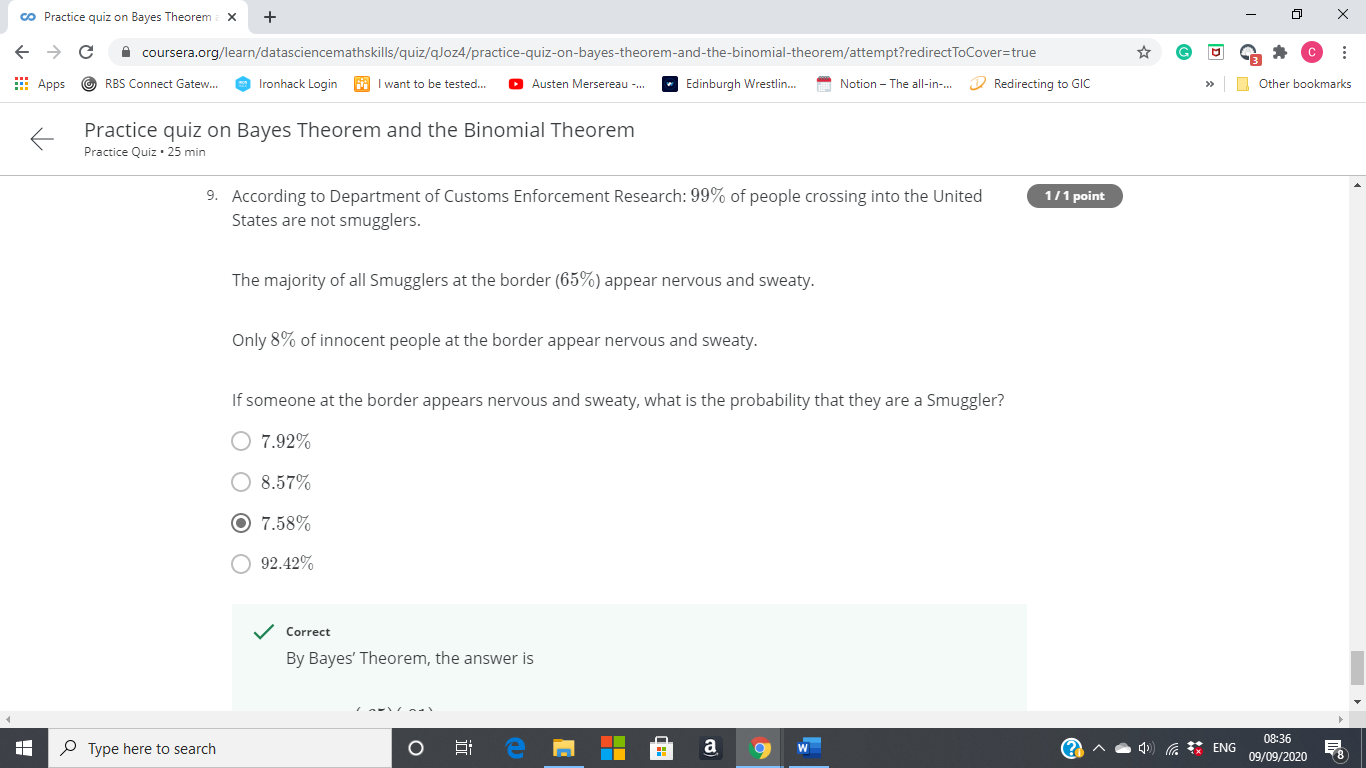 Practice quiz on Bayes Theorem a
coursera.org/learn/datasciencemathskills/quiz/qJoz4/practice-quiz-on-bayes-theorem-and-the-binomial-theorem/attempt?redirectToCover=true
Apps RBS Connect Gatew... Ironhack Login I want to be tested... Austen Mersereau -... Edinburgh Wrestlin... Notion – The all-in-... Redirecting to GIC » Other bookmarks
Practice quiz on Bayes Theorem and the Binomial Theorem
Practice Quiz • 25 min
9. According to Department of Customs Enforcement Research: 99% of people crossing into the United 1 / 1 point
States are not smugglers.
The majority of all Smugglers at the border (65%) appear nervous and sweaty.
Only 8% of innocent people at the border appear nervous and sweaty.
If someone at the border appears nervous and sweaty, what is the probability that they are a Smuggler?
7.92%
8.57%
7.58%
92.42%
Correct
By Bayes' Theorem, the answer is
Type here to search
ENG
08:36
09/09/2020
8